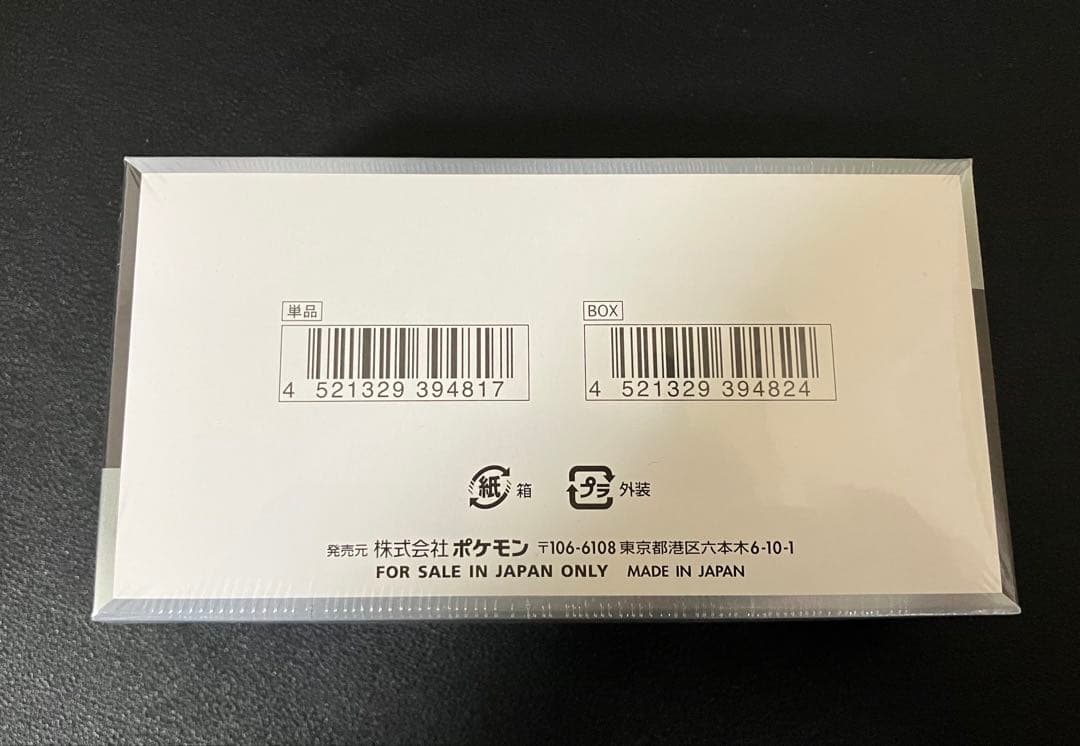 単品
BOX
4 521329 394817
4 521329 394824
紙 箱
プラ 外装
発売元 株式会社 ポケモン 〒106-6108 東京都港区六本木6-10-1
FOR SALE IN JAPAN ONLY MADE IN JAPAN